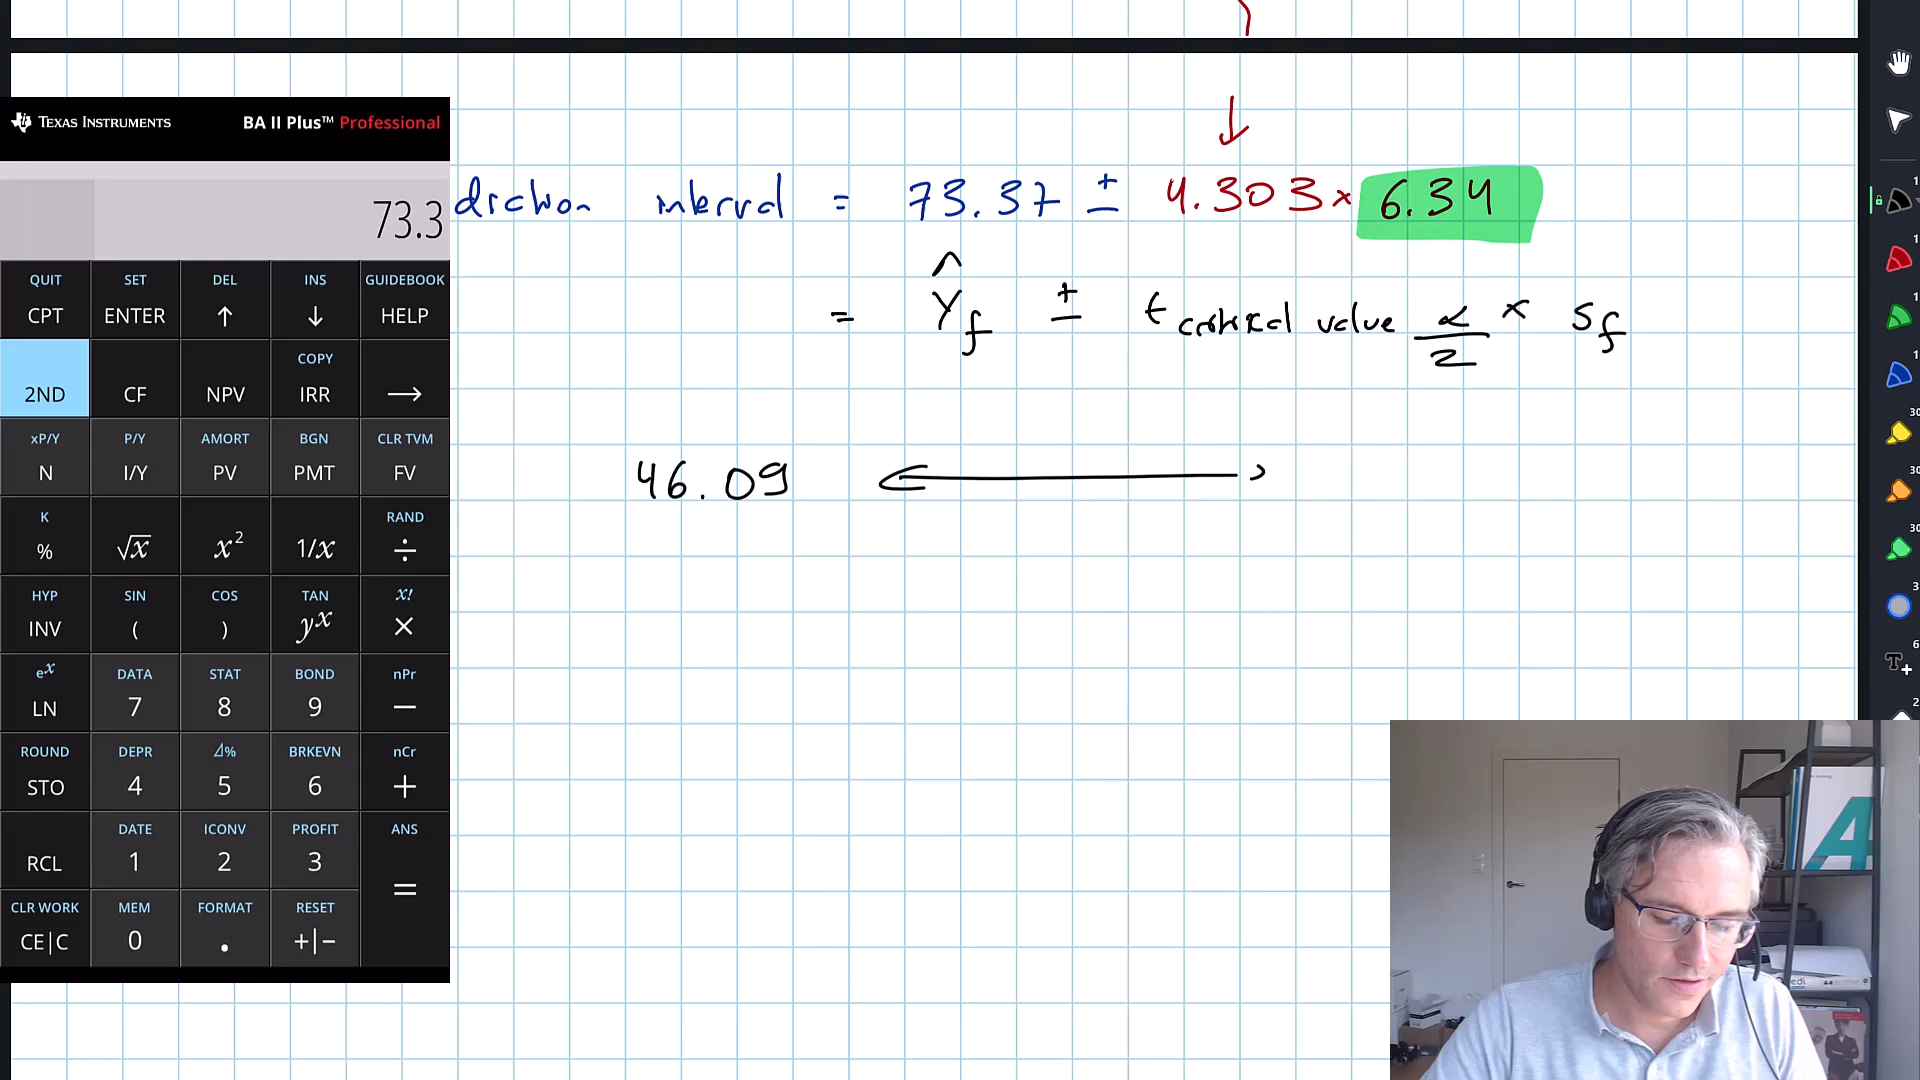 TEXAS INSTRUMENTS BA II Plus™ Professional
73.3
diction interval = 73.37 ± 4.303 × 6.34
= Ŷf ± t critical value α/2 × Sf
46.09
QUIT SET DEL INS GUIDEBOOK
CPT ENTER ↑ ↓ HELP
COPY
2ND CF NPV IRR →
xP/Y P/Y AMORT BGN CLR TVM
N I/Y PV PMT FV
K RAND
% √x x² 1/x ÷
HYP SIN COS TAN x!
INV ( ) yˣ ×
eˣ DATA STAT BOND nPr
LN 7 8 9 −
ROUND DEPR Δ% BRKEVN nCr
STO 4 5 6 +
DATE ICONV PROFIT ANS
RCL 1 2 3 =
CLR WORK MEM FORMAT RESET
CE|C 0 . +|−